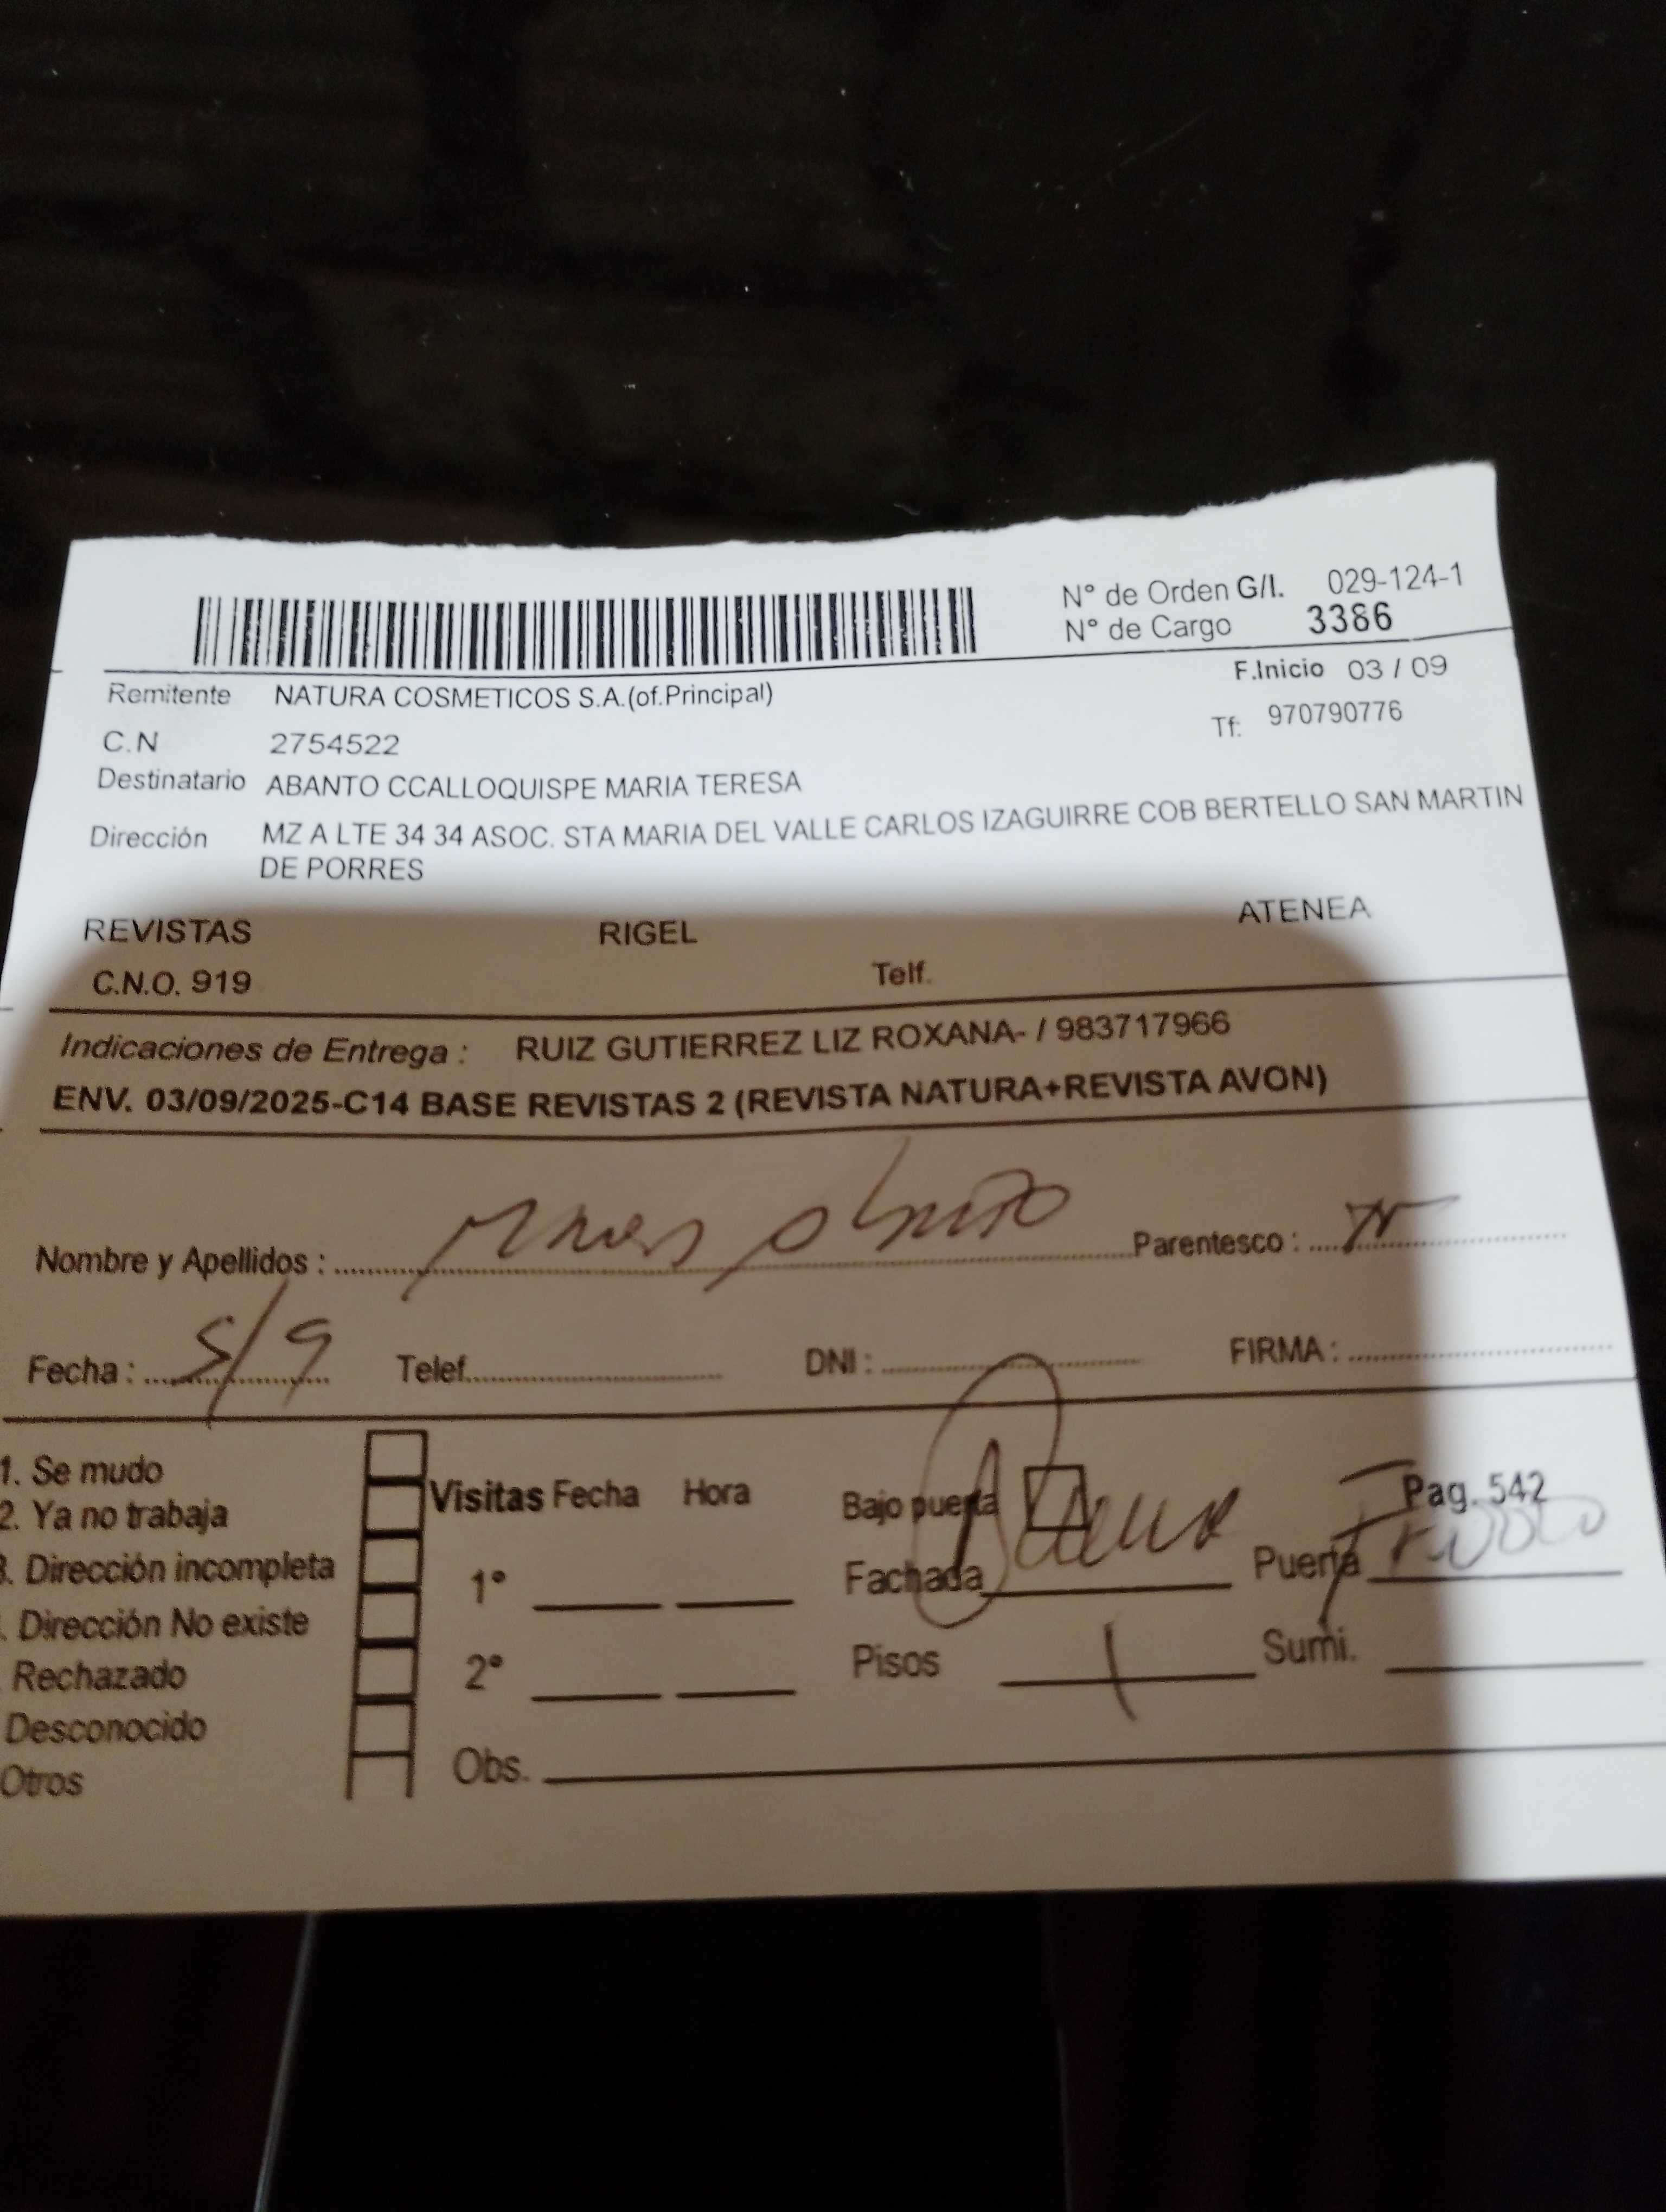 N° de Orden G/I. 029-124-1
N° de Cargo 3386
F.Inicio 03 / 09
Remitente NATURA COSMETICOS S.A.(of.Principal)
Tf: 970790776
C.N 2754522
Destinatario ABANTO CCALLOQUISPE MARIA TERESA
Dirección MZ A LTE 34 34 ASOC. STA MARIA DEL VALLE CARLOS IZAGUIRRE COB BERTELLO SAN MARTIN
DE PORRES
REVISTAS RIGEL ATENEA
C.N.O. 919 Telf.
Indicaciones de Entrega : RUIZ GUTIERREZ LIZ ROXANA- / 983717966
ENV. 03/09/2025-C14 BASE REVISTAS 2 (REVISTA NATURA+REVISTA AVON)
Nombre y Apellidos : Parentesco :
Fecha : 5/9 Telef. DNI : FIRMA :
1. Se mudo
2. Ya no trabaja
. Dirección incompleta
. Dirección No existe
Rechazado
Desconocido
Otros
Visitas Fecha Hora
1°
2°
Obs.
Bajo puerta Pag. 542
Fachada Puerta
Pisos 1 Sumi.